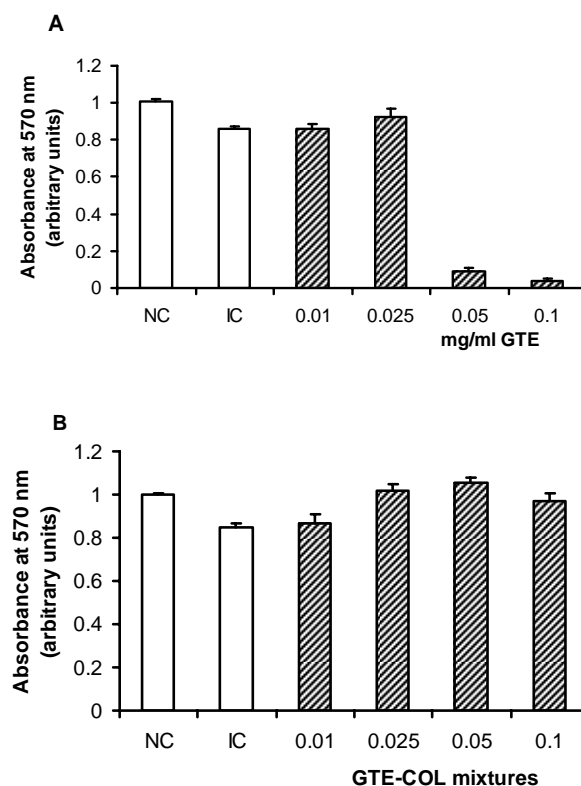 A
Absorbance at 570 nm
(arbitrary units)
1.2
1
0.8
0.6
0.4
0.2
0
NC IC 0.01 0.025 0.05 0.1
mg/ml GTE
B
Absorbance at 570 nm
(arbitrary units)
1.2
1
0.8
0.6
0.4
0.2
0
NC IC 0.01 0.025 0.05 0.1
GTE-COL mixtures